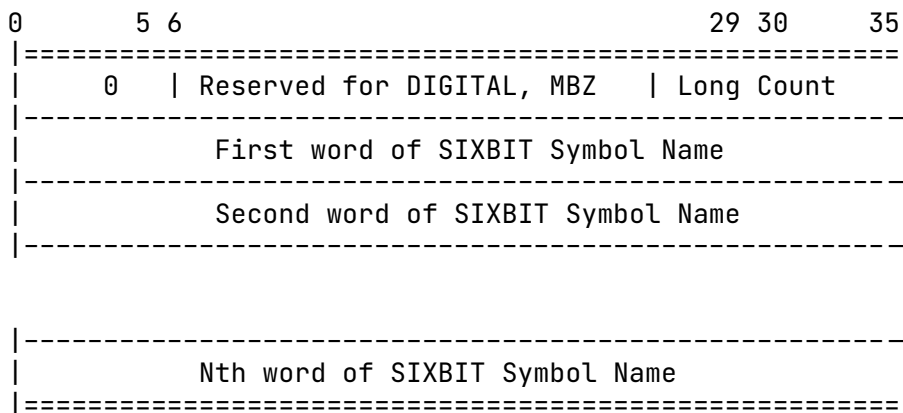 0 5 6 29 30 35
|=======================================================
| 0 | Reserved for DIGITAL, MBZ | Long Count
|--------------------------------------------------------
| First word of SIXBIT Symbol Name
|--------------------------------------------------------
| Second word of SIXBIT Symbol Name
|--------------------------------------------------------
|--------------------------------------------------------
| Nth word of SIXBIT Symbol Name
|=======================================================